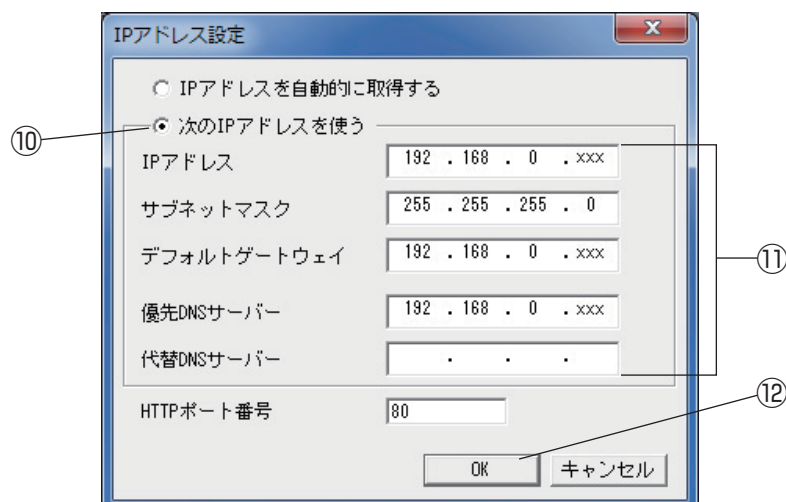 IPアドレス設定
IPアドレスを自動的に取得する
⑩ 次のIPアドレスを使う
IPアドレス 192 . 168 . 0 . xxx
サブネットマスク 255 . 255 . 255 . 0
デフォルトゲートウェイ 192 . 168 . 0 . xxx
⑪
優先DNSサーバー 192 . 168 . 0 . xxx
代替DNSサーバー . . .
⑫
HTTPポート番号 80
OK キャンセル